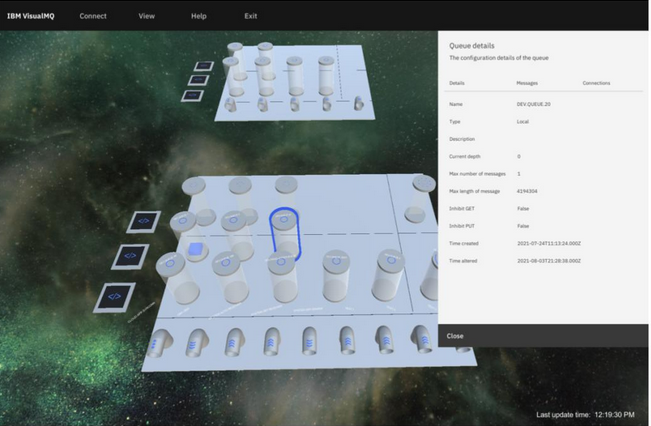 IBM VisualMQ Connect View Help Exit
Queue details
The configuration details of the queue
Details Messages Connections
Name DEV.QUEUE.20
Type Local
Description
Current depth 0
Max number of messages 1
Max length of message 4194304
Inhibit GET False
Inhibit PUT False
Time created 2021-07-24T11:13:24.000Z
Time altered 2021-08-03T21:28:38.000Z
Close
</>
</>
</>
</>
</>
</>
Last update time: 12:19:30 PM